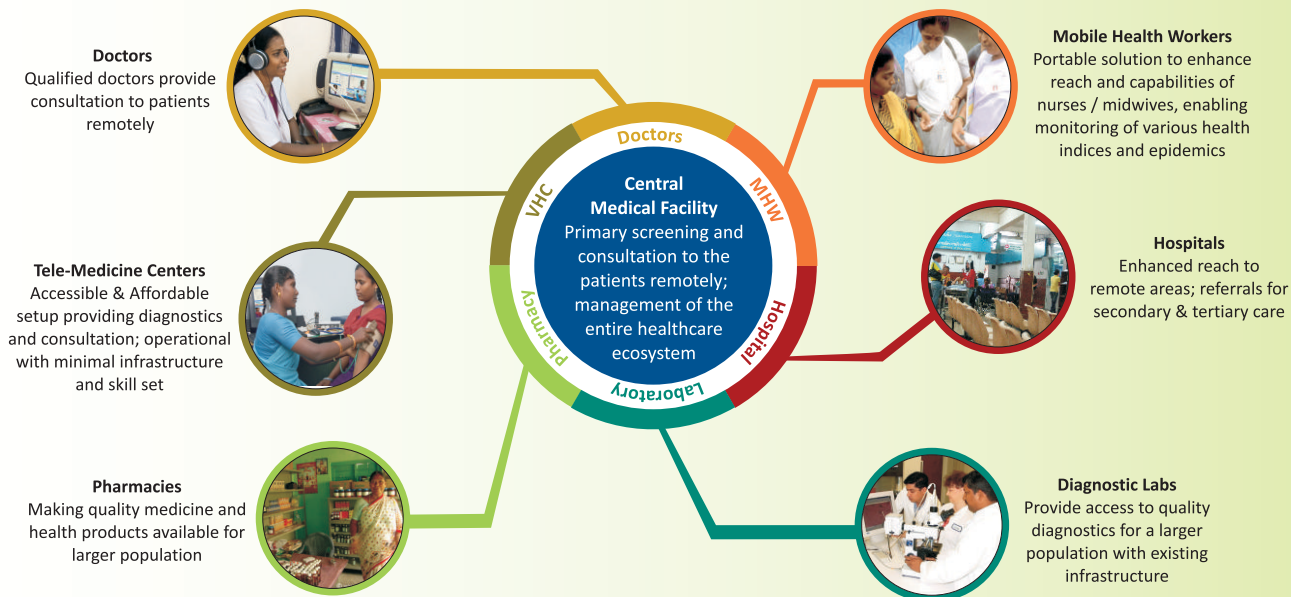 Doctors
Qualified doctors provide
consultation to patients
remotely
Tele-Medicine Centers
Accessible & Affordable
setup providing diagnostics
and consultation; operational
with minimal infrastructure
and skill set
Pharmacies
Making quality medicine and
health products available for
larger population
Doctors
MHW
Hospital
Laboratory
Pharmacy
VHC
Central
Medical Facility
Primary screening and
consultation to the
patients remotely;
management of the
entire healthcare
ecosystem
Mobile Health Workers
Portable solution to enhance
reach and capabilities of
nurses / midwives, enabling
monitoring of various health
indices and epidemics
Hospitals
Enhanced reach to
remote areas; referrals for
secondary & tertiary care
Diagnostic Labs
Provide access to quality
diagnostics for a larger
population with existing
infrastructure